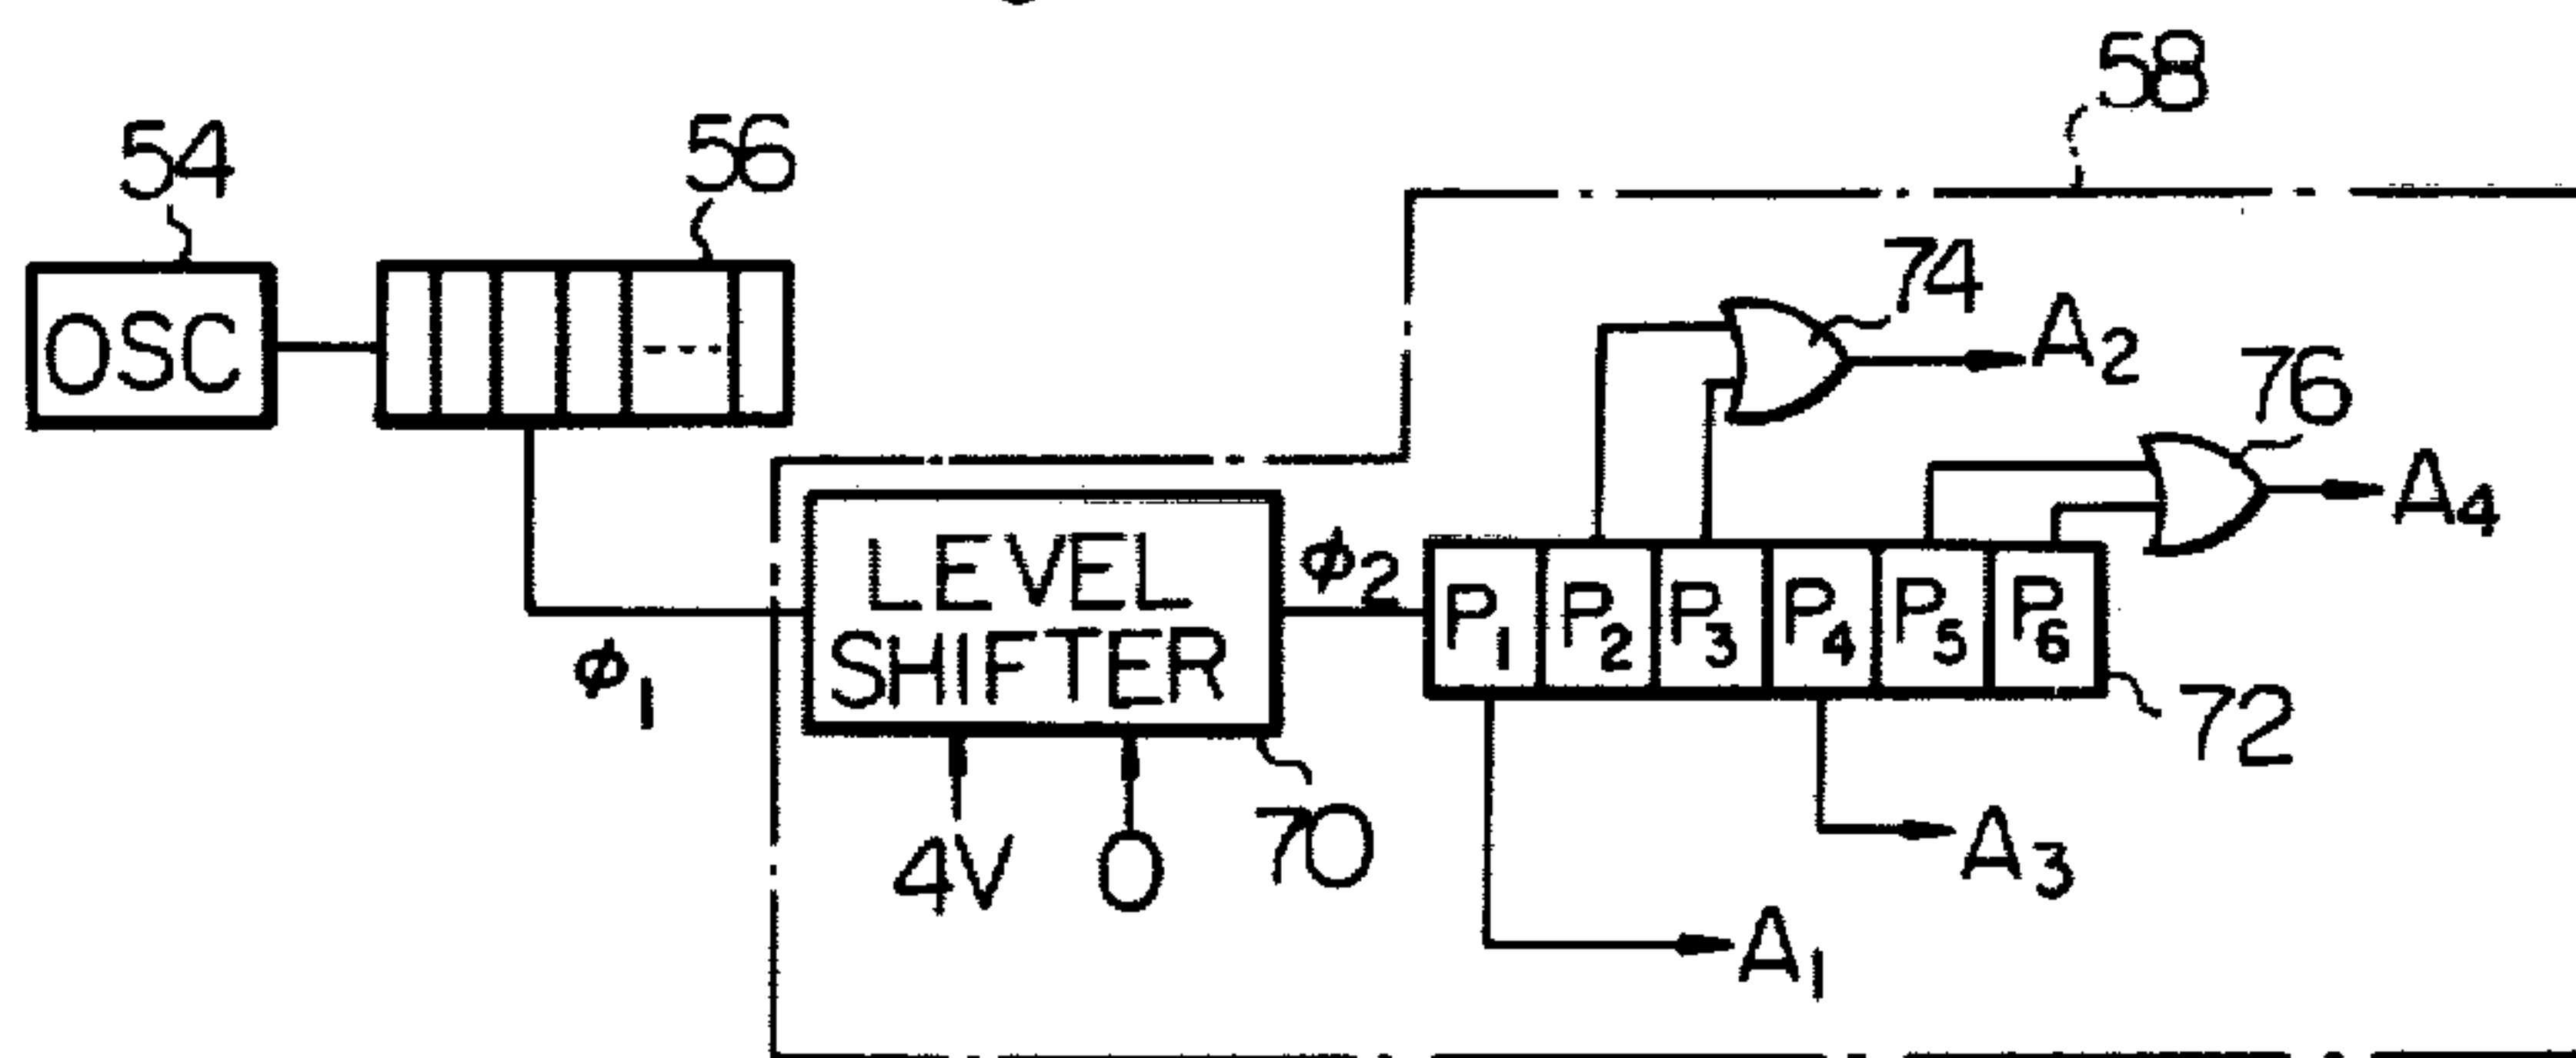 58
54
56
OSC
----
74
A2
76
A4
LEVEL
SHIFTER
ϕ1
ϕ2
P1 P2 P3 P4 P5 P6
72
4V
0
70
A3
A1